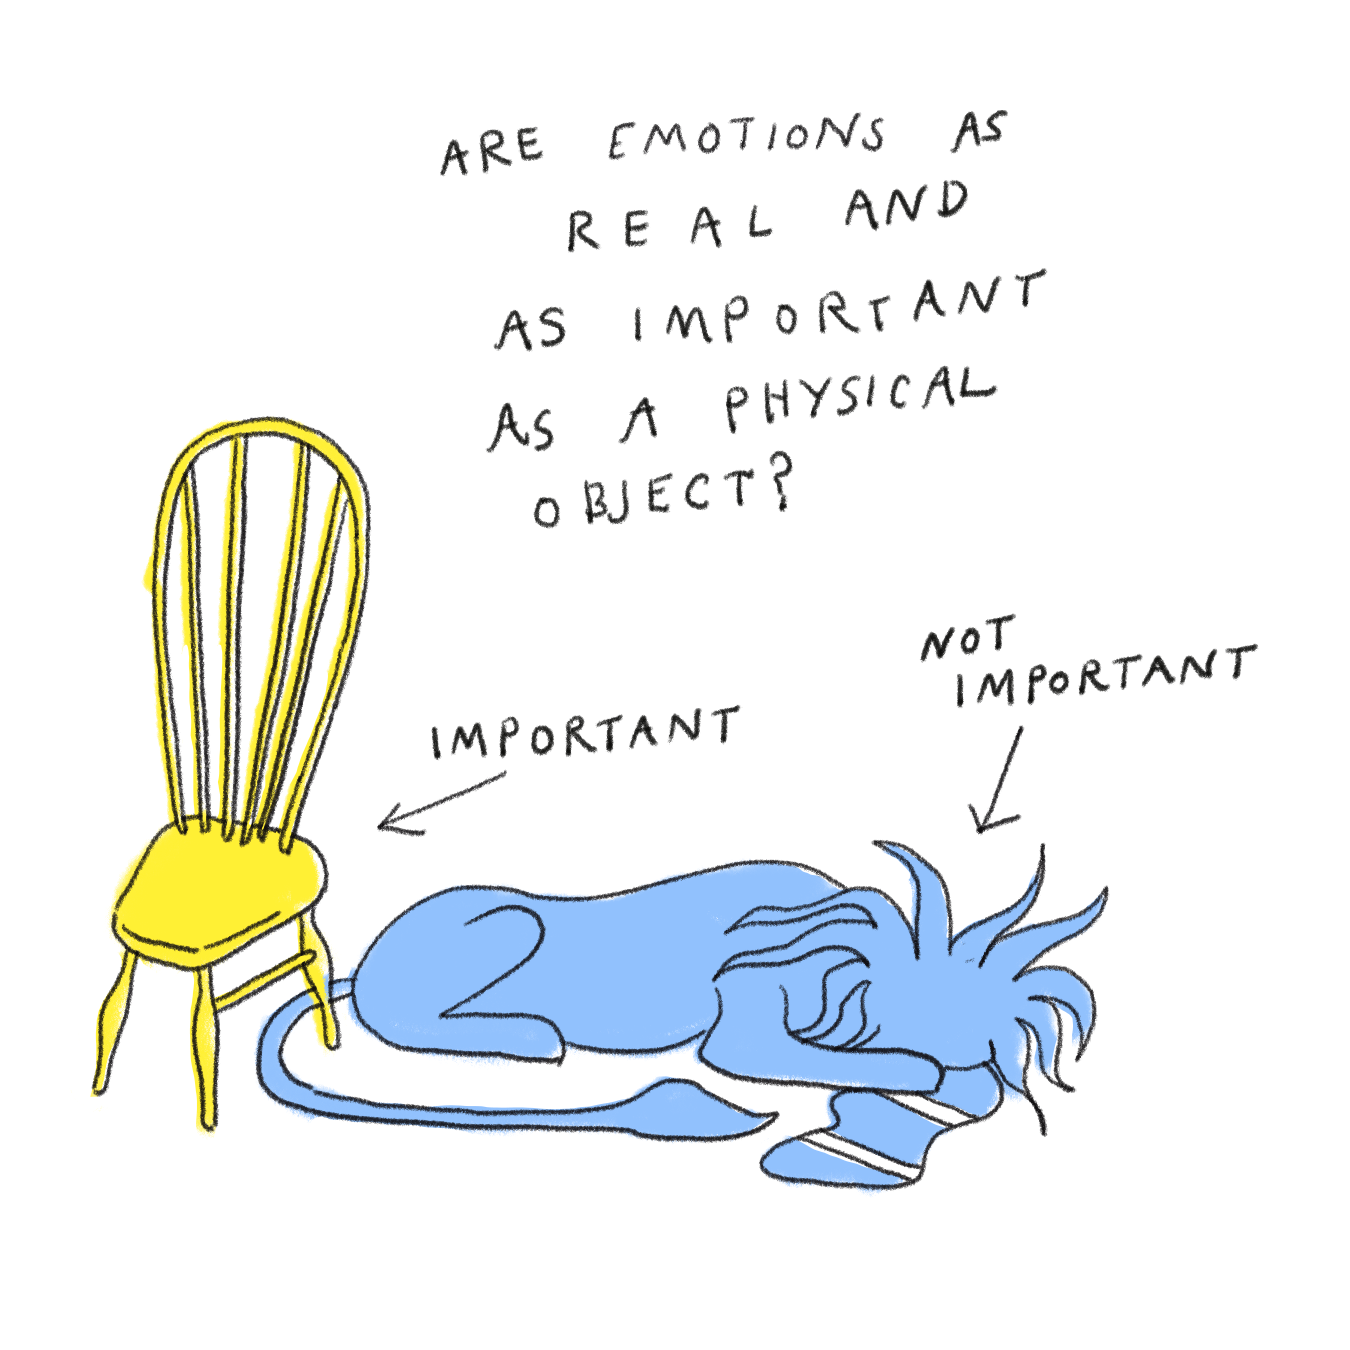 ARE EMOTIONS AS
REAL AND
AS IMPORTANT
AS A PHYSICAL
OBJECT?
NOT
IMPORTANT
IMPORTANT